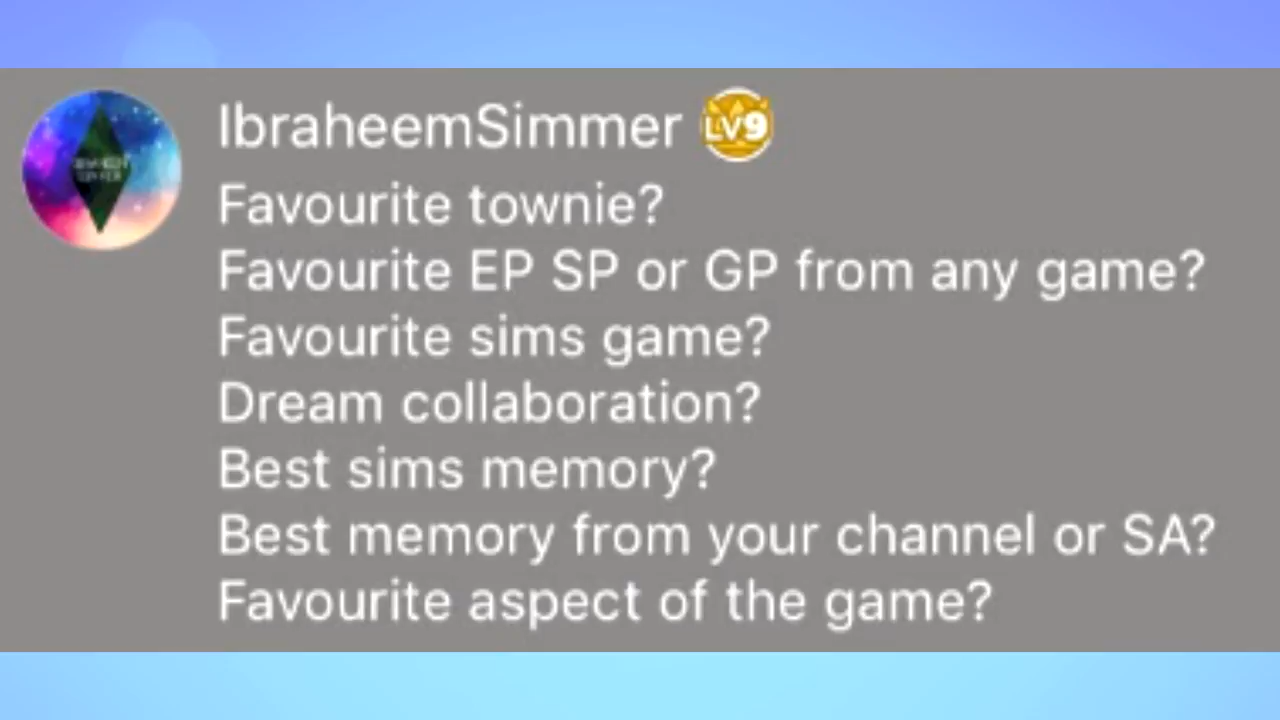 IbraheemSimmer LV9
Favourite townie?
Favourite EP SP or GP from any game?
Favourite sims game?
Dream collaboration?
Best sims memory?
Best memory from your channel or SA?
Favourite aspect of the game?